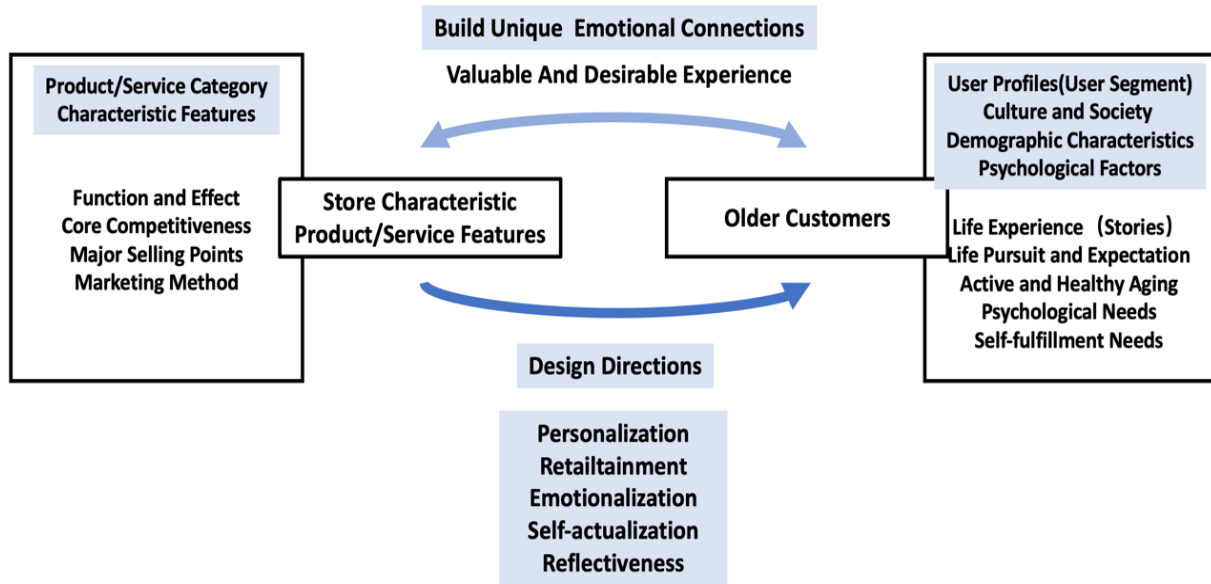 Build Unique Emotional Connections
Valuable And Desirable Experience
Product/Service Category
Characteristic Features
Function and Effect
Core Competitiveness
Major Selling Points
Marketing Method
Store Characteristic
Product/Service Features
Older Customers
User Profiles(User Segment)
Culture and Society
Demographic Characteristics
Psychological Factors
Life Experience（Stories）
Life Pursuit and Expectation
Active and Healthy Aging
Psychological Needs
Self-fulfillment Needs
Design Directions
Personalization
Retailtainment
Emotionalization
Self-actualization
Reflectiveness